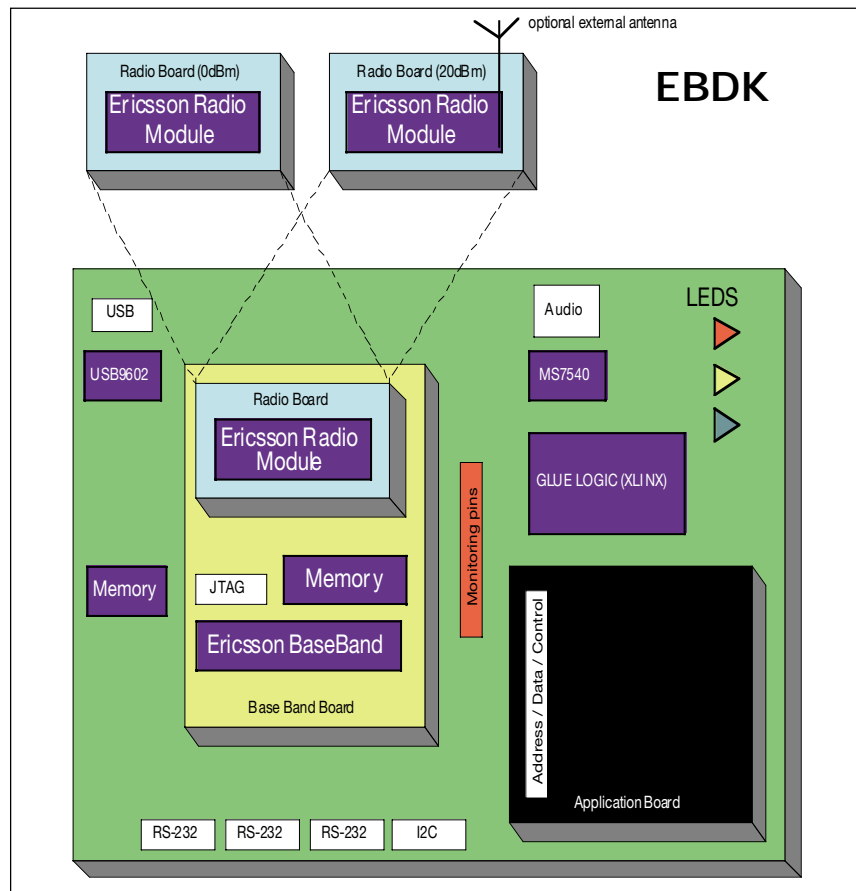 optional external antenna
Radio Board (0dBm)
Ericsson Radio
Module
Radio Board (20dBm)
Ericsson Radio
Module
EBDK
USB
USB9602
Audio
MS7540
LEDS
Radio Board
Ericsson Radio
Module
GLUE LOGIC (XLINX)
Monitoring pins
Memory
JTAG
Memory
Ericsson BaseBand
Base Band Board
Address / Data / Control
Application Board
RS-232
RS-232
RS-232
I2C